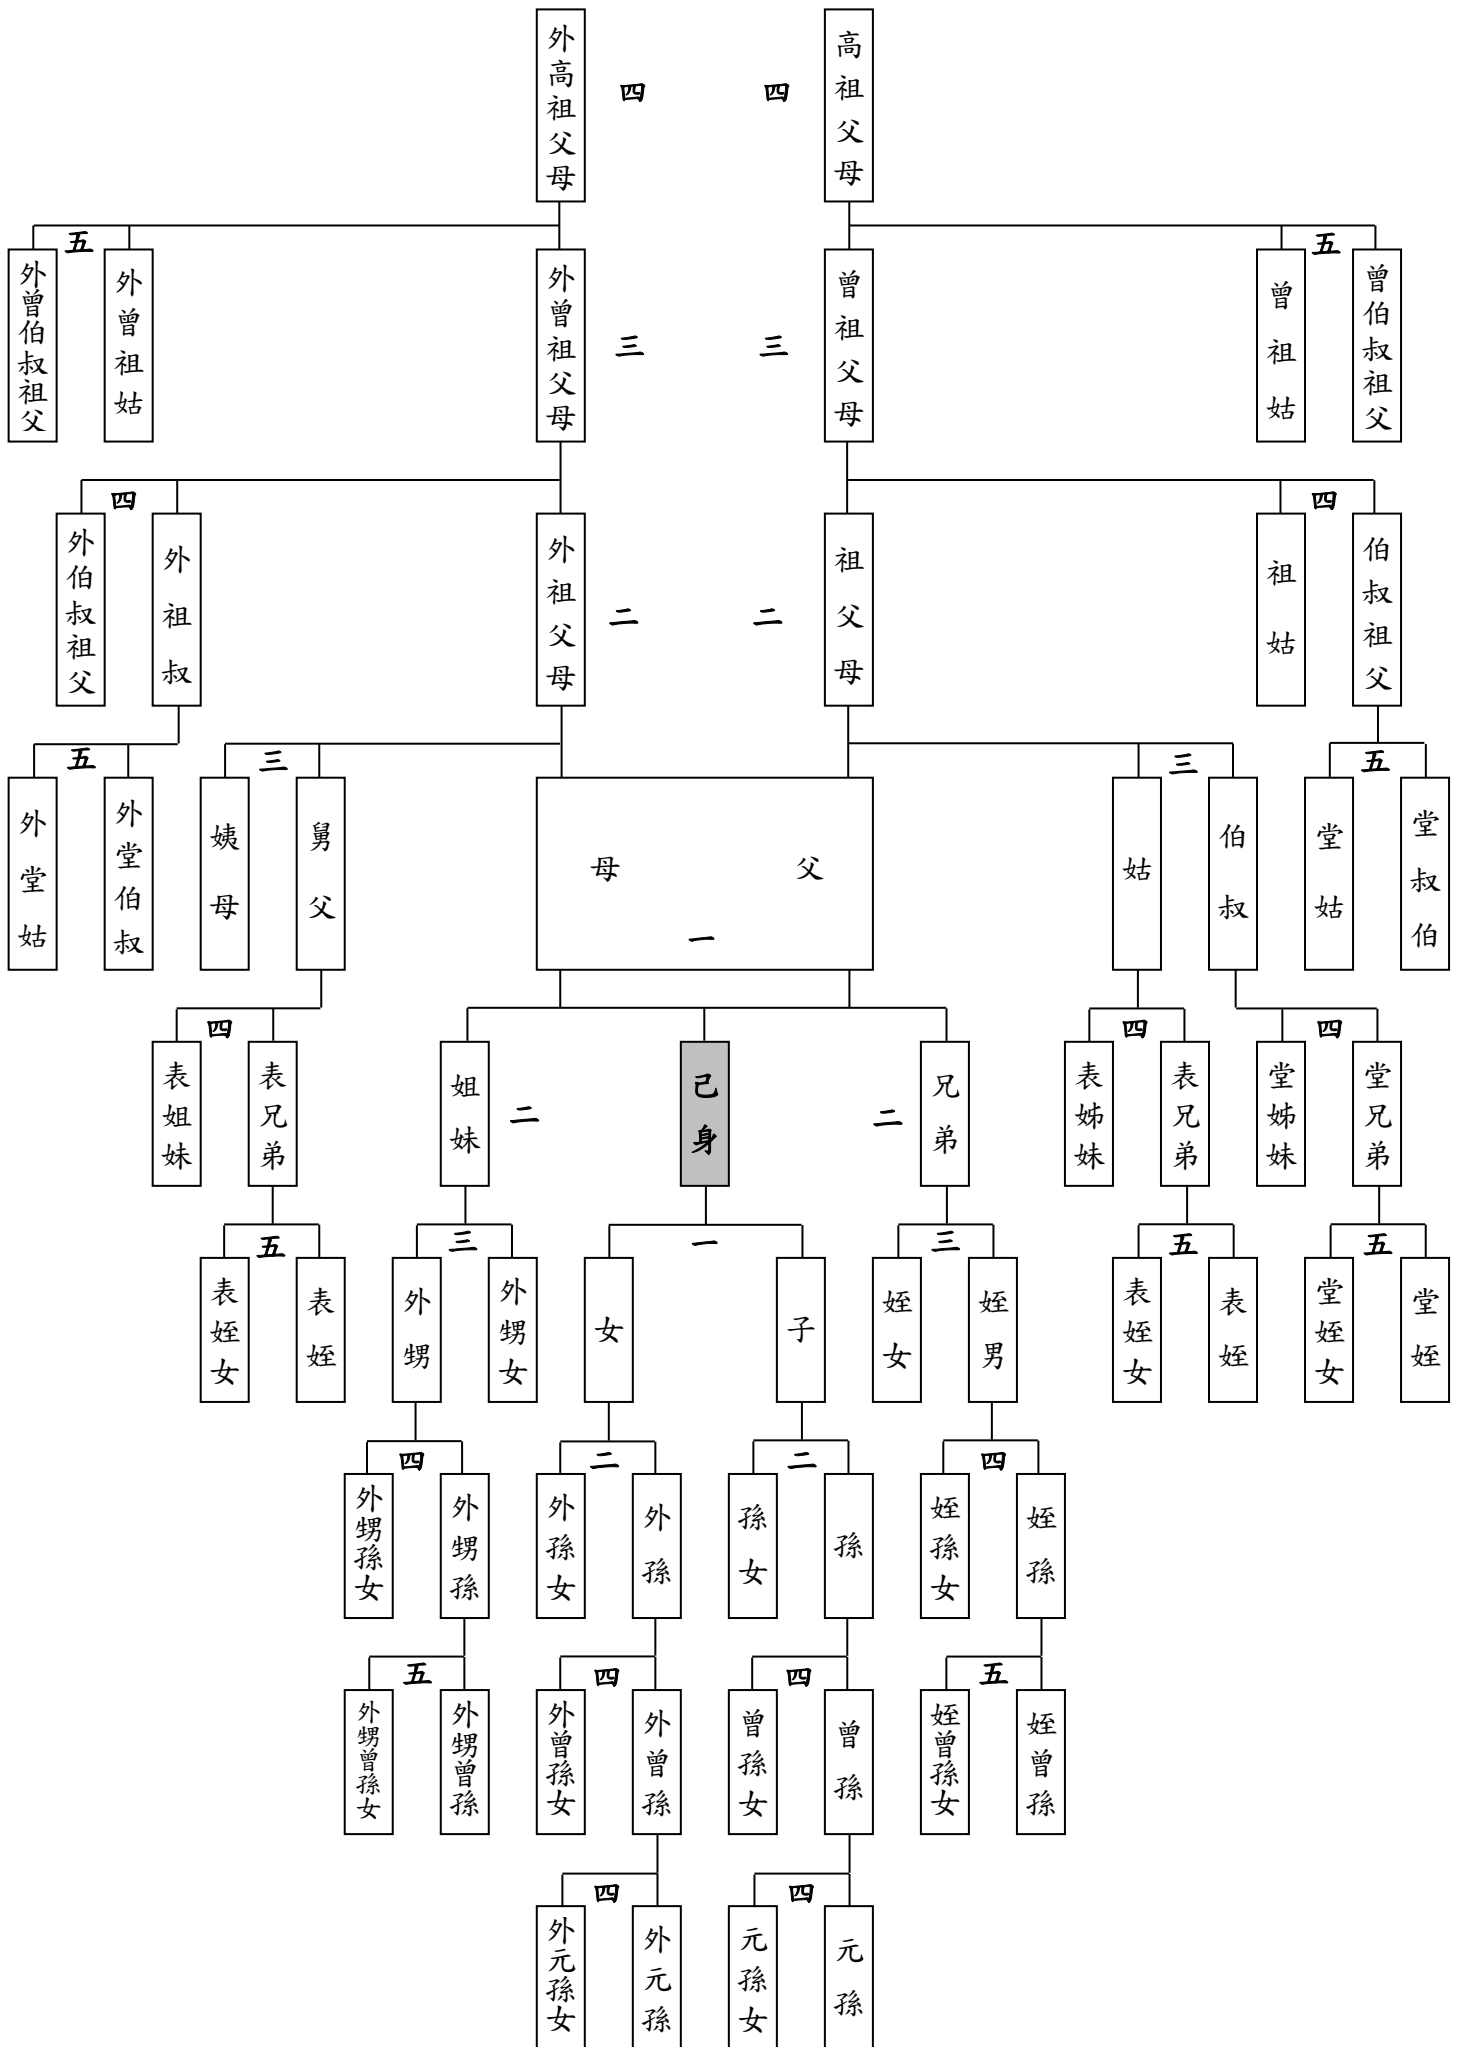 外高祖父母
四
四
高祖父母
五
五
外曾伯叔祖父
外曾祖姑
外曾祖父母
三
三
曾祖父母
曾祖姑
曾伯叔祖父
四
四
外伯叔祖父
外祖叔
外祖父母
二
二
祖父母
祖姑
伯叔祖父
五
三
三
五
外堂姑
外堂伯叔
姨母
舅父
母
父
一
姑
伯叔
堂姑
堂叔伯
四
四
四
表姐妹
表兄弟
姐妹
二
己身
二
兄弟
表姊妹
表兄弟
堂姊妹
堂兄弟
五
三
一
三
五
五
表姪女
表姪
外甥
外甥女
女
子
姪女
姪男
表姪女
表姪
堂姪女
堂姪
四
二
二
四
外甥孫女
外甥孫
外孫女
外孫
孫女
孫
姪孫女
姪孫
五
四
四
五
外甥曾孫女
外甥曾孫
外曾孫女
外曾孫
曾孫女
曾孫
姪曾孫女
姪曾孫
四
四
外元孫女
外元孫
元孫女
元孫